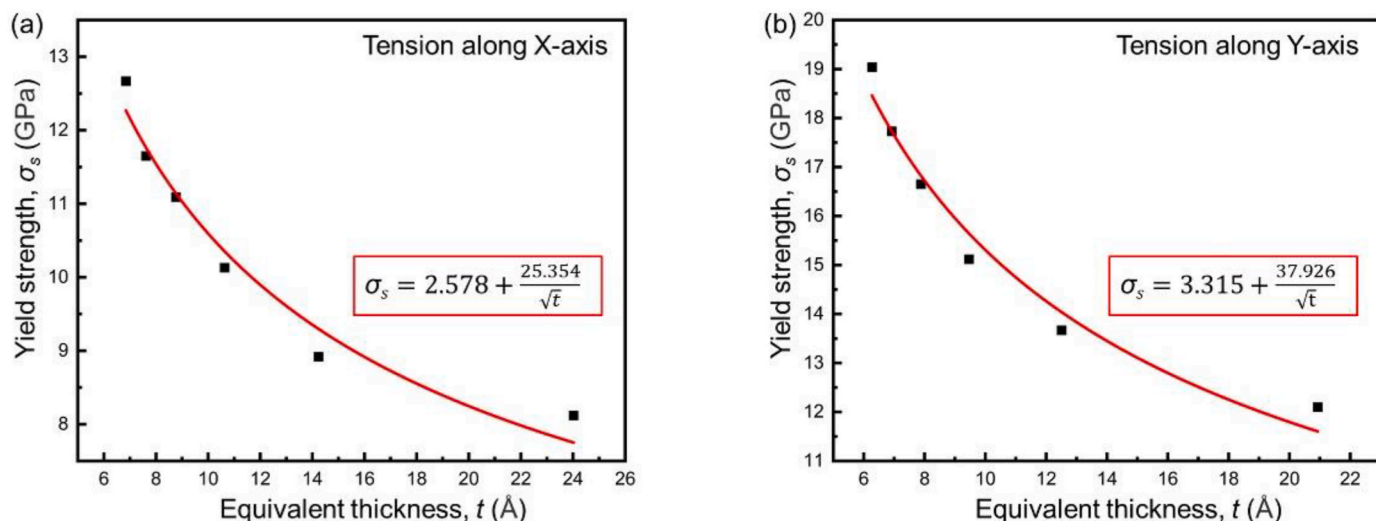 (a)
Tension along X-axis
Yield strength, σₛ (GPa)
13
12
11
10
9
8
σₛ = 2.578 + 25.354/√t
6 8 10 12 14 16 18 20 22 24 26
Equivalent thickness, t (Å)
(b)
Tension along Y-axis
Yield strength, σₛ (GPa)
20
19
18
17
16
15
14
13
12
11
σₛ = 3.315 + 37.926/√t
6 8 10 12 14 16 18 20 22
Equivalent thickness, t (Å)